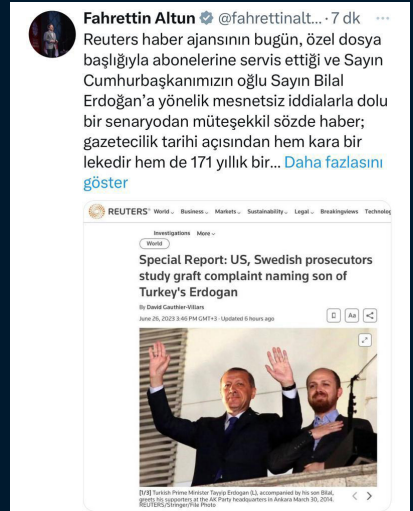 Fahrettin Altun @fahrettinalt... · 7 dk
Reuters haber ajansının bugün, özel dosya
başlığıyla abonelerine servis ettiği ve Sayın
Cumhurbaşkanımızın oğlu Sayın Bilal
Erdoğan’a yönelik mesnetsiz iddialarla dolu
bir senaryodan müteşekkil sözde haber;
gazetecilik tarihi açısından hem kara bir
lekedir hem de 171 yıllık bir... Daha fazlasını
göster
REUTERS® World Business Markets Sustainability Legal Breakingviews Technolog
Investigations More
World
Special Report: US, Swedish prosecutors
study graft complaint naming son of
Turkey's Erdogan
By David Gauthier-Villars
June 26, 2023 3:46 PM GMT+3 · Updated 6 hours ago
Aa
[1/3] Turkish Prime Minister Tayyip Erdogan (L), accompanied by his son Bilal,
greets his supporters at the AK Party headquarters in Ankara March 30, 2014.
REUTERS/Stringer/File Photo